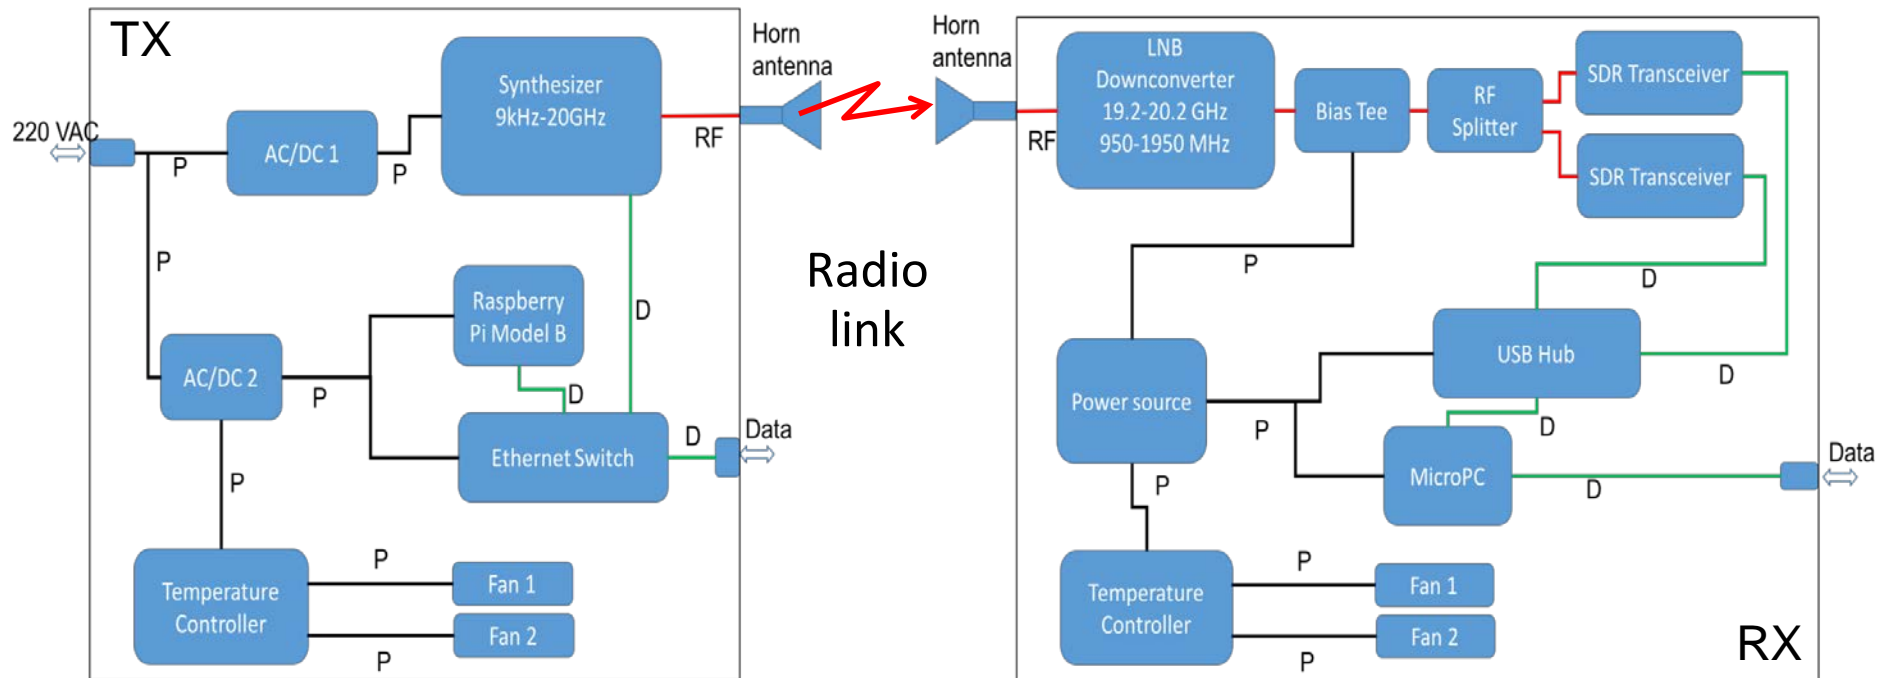 TX
220 VAC
P
AC/DC 1
P
Synthesizer
9kHz-20GHz
RF
Horn
antenna
P
Raspberry
Pi Model B
D
D
AC/DC 2
P
Ethernet Switch
D
Data
P
Temperature
Controller
P
Fan 1
Fan 2
P
Radio
link
Horn
antenna
RF
LNB
Downconverter
19.2-20.2 GHz
950-1950 MHz
Bias Tee
RF
Splitter
SDR Transceiver
SDR Transceiver
P
D
USB Hub
D
Power source
P
D
MicroPC
D
Data
P
Temperature
Controller
P
Fan 1
Fan 2
P
RX